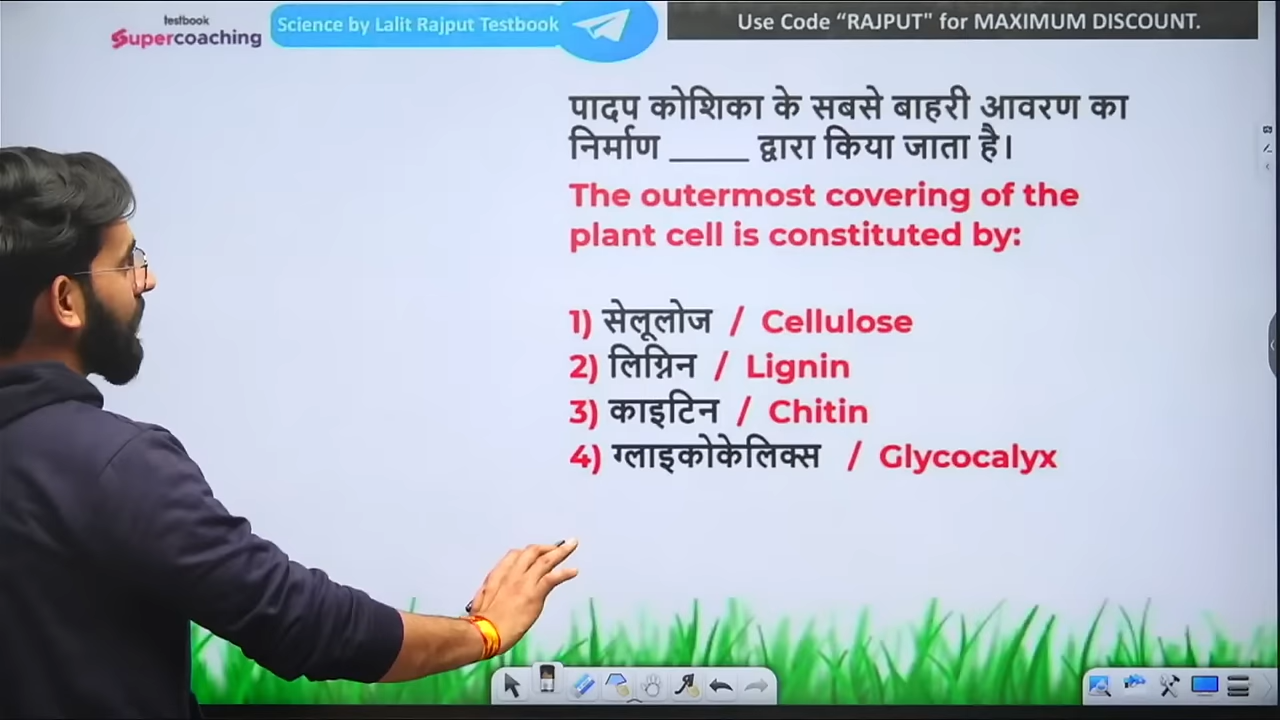 testbook
Supercoaching
Science by Lalit Rajput Testbook
Use Code “RAJPUT" for MAXIMUM DISCOUNT.
पादप कोशिका के सबसे बाहरी आवरण का
निर्माण _____ द्वारा किया जाता है।
The outermost covering of the
plant cell is constituted by:
1) सेलूलोज / Cellulose
2) लिग्निन / Lignin
3) काइटिन / Chitin
4) ग्लाइकोकेलिक्स / Glycocalyx